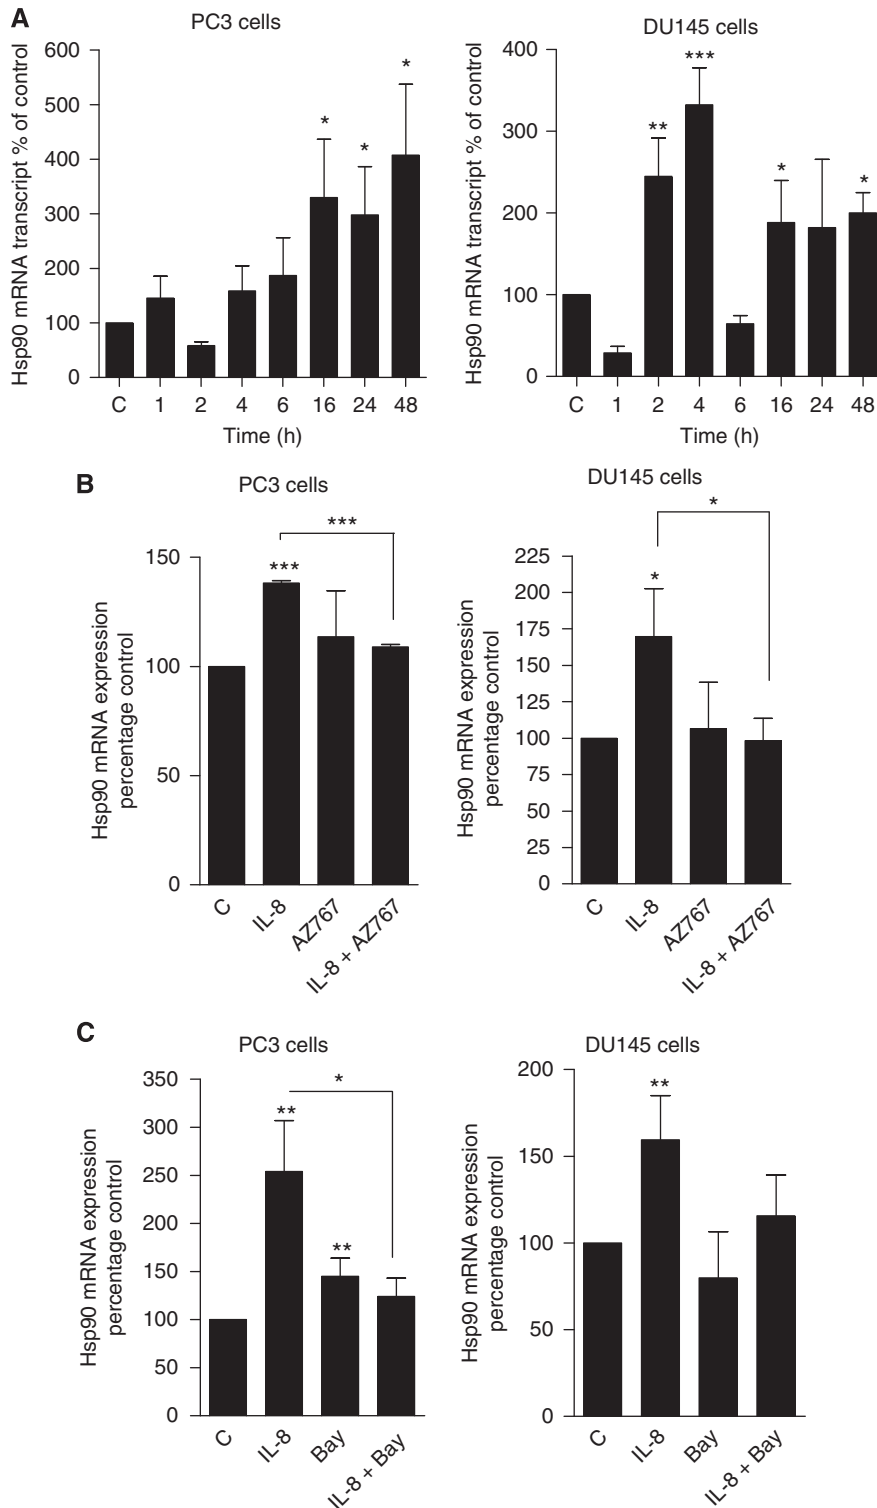 A
PC3 cells
Hsp90 mRNA transcript % of control
600
500
400
300
200
100
0
*
*
*
C 1 2 4 6 16 24 48
Time (h)
DU145 cells
Hsp90 mRNA transcript % of control
400
300
200
100
0
**
***
*
*
C 1 2 4 6 16 24 48
Time (h)
B
PC3 cells
Hsp90 mRNA expression
percentage control
150
100
50
0
***
***
C
IL-8
AZ767
IL-8 + AZ767
DU145 cells
Hsp90 mRNA expression
percentage control
225
200
175
150
125
100
75
50
25
0
*
*
C
IL-8
AZ767
IL-8 + AZ767
C
PC3 cells
Hsp90 mRNA expression
percentage control
350
300
250
200
150
100
50
0
*
**
**
C
IL-8
Bay
IL-8 + Bay
DU145 cells
Hsp90 mRNA expression
percentage control
200
150
100
50
0
**
C
IL-8
Bay
IL-8 + Bay